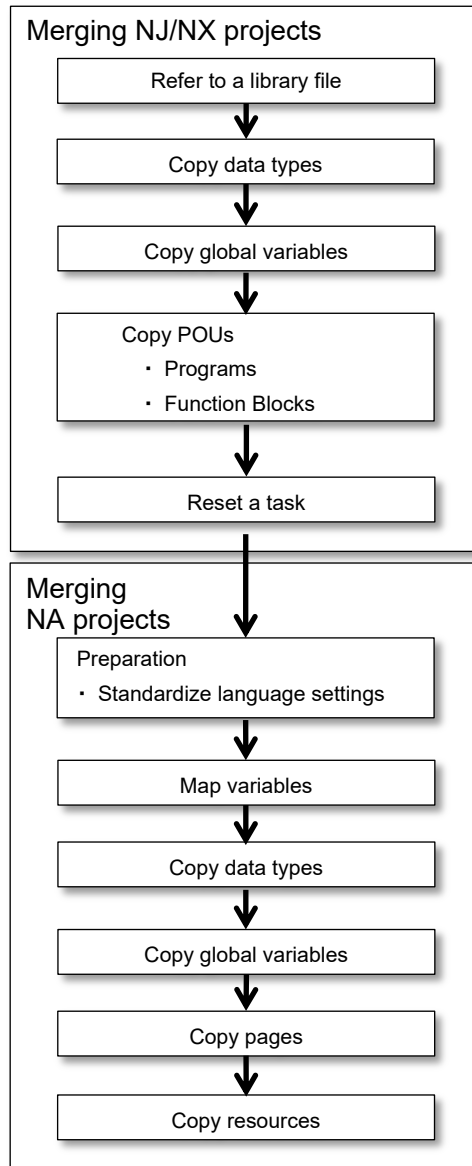 Merging NJ/NX projects
Refer to a library file
Copy data types
Copy global variables
Copy POUs
・ Programs
・ Function Blocks
Reset a task
Merging
NA projects
Preparation
・ Standardize language settings
Map variables
Copy data types
Copy global variables
Copy pages
Copy resources